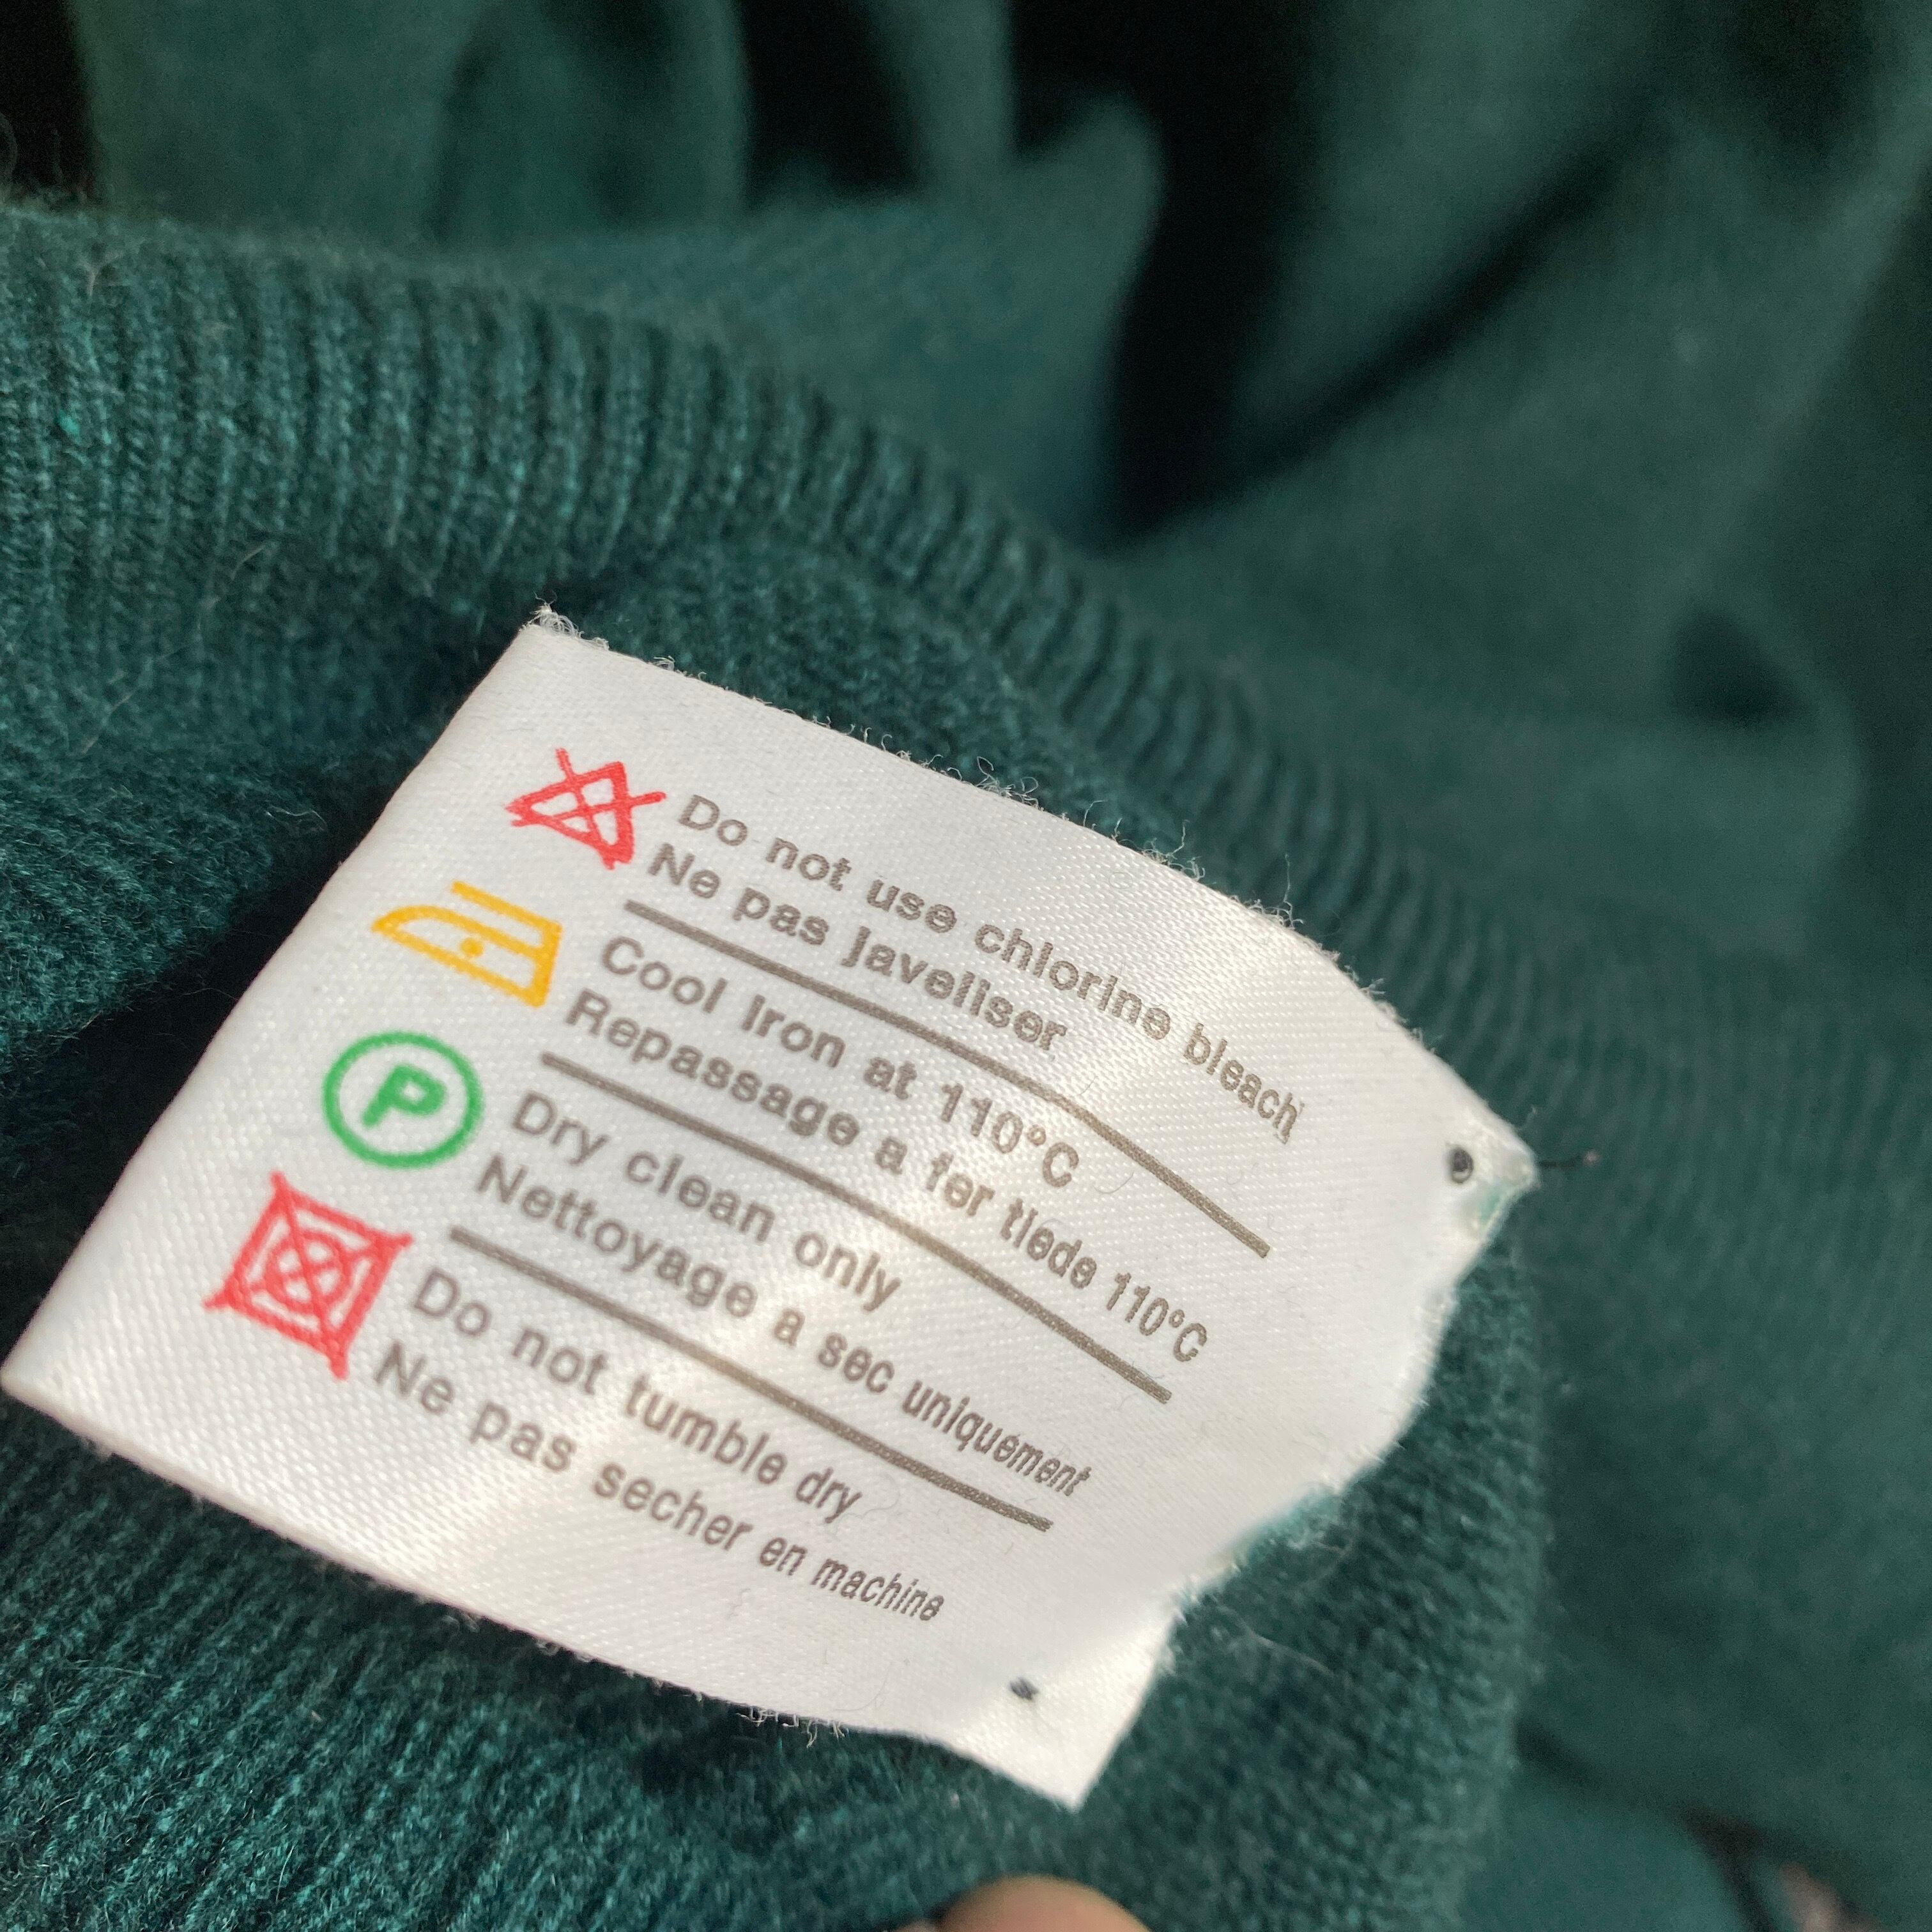 Do not use chlorine bleach
Ne pas javeliser
Cool iron at 110°C
Repassage a fer tiede 110°C
P
Dry clean only
Nettoyage a sec uniquement
Do not tumble dry
Ne pas secher en machine